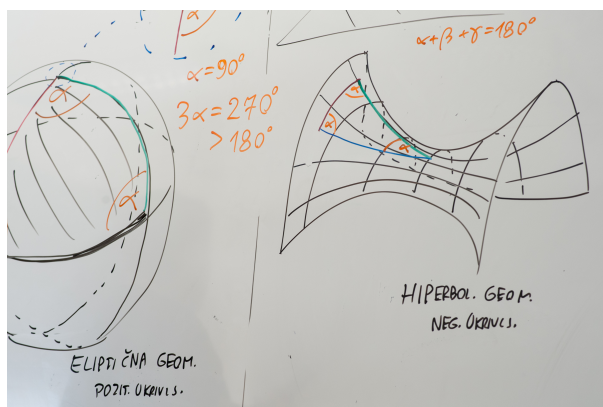 α
α=90°
3α=270°
>180°
α
α
ELIPTIČNA GEOM.
POZIT. UKRIVLJ.
α+β+γ=180°
α
α
α
HIPERBOL. GEOM.
NEG. UKRIVLJ.